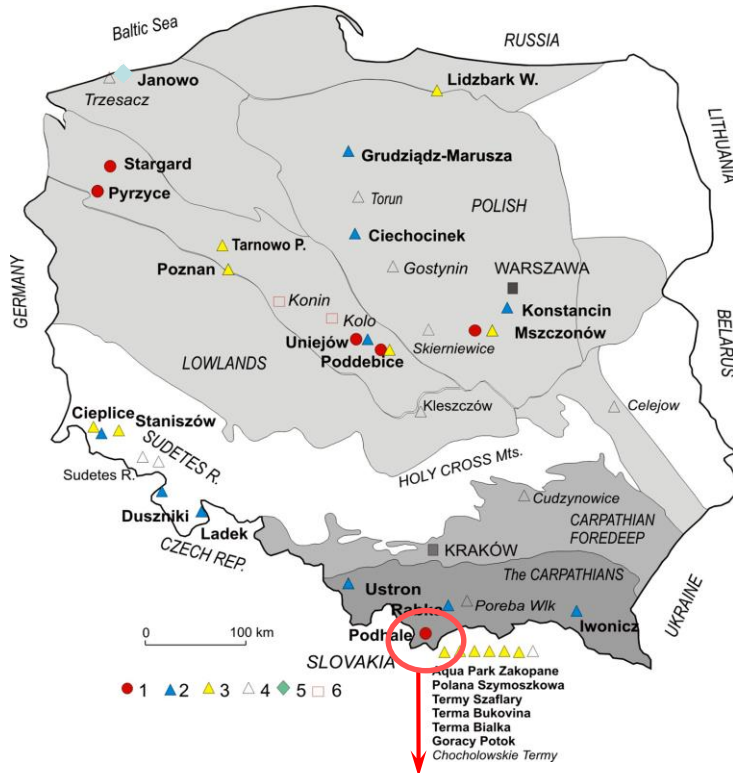 Baltic Sea
RUSSIA
Janowo
Lidzbark W.
Trzesacz
LITHUANIA
Grudziądz-Marusza
Stargard
Pyrzyce
Torun
POLISH
Ciechocinek
Tarnowo P.
Gostynin
WARSZAWA
Poznan
GERMANY
Konin
Konstancin
Kolo
Mszczonów
BELARUS
Uniejów
Skierniewice
LOWLANDS
Poddebice
Kleszczów
Celejow
Cieplice
Staniszów
SUDETES R.
HOLY CROSS Mts.
Sudetes R.
Cudzynowice
Duszniki
CARPATHIAN
FOREDEEP
Ladek
CZECH REP.
KRAKÓW
The CARPATHIANS
UKRAINE
Ustron
Rabka
Poreba Wlk
Iwonicz
Podhale
0 100 km
SLOVAKIA
Aqua Park Zakopane
Polana Szymoszkowa
Termy Szaflary
Terma Bukovina
Terma Bialka
Goracy Potok
Chocholowskie Termy
1 2 3 4 5 6